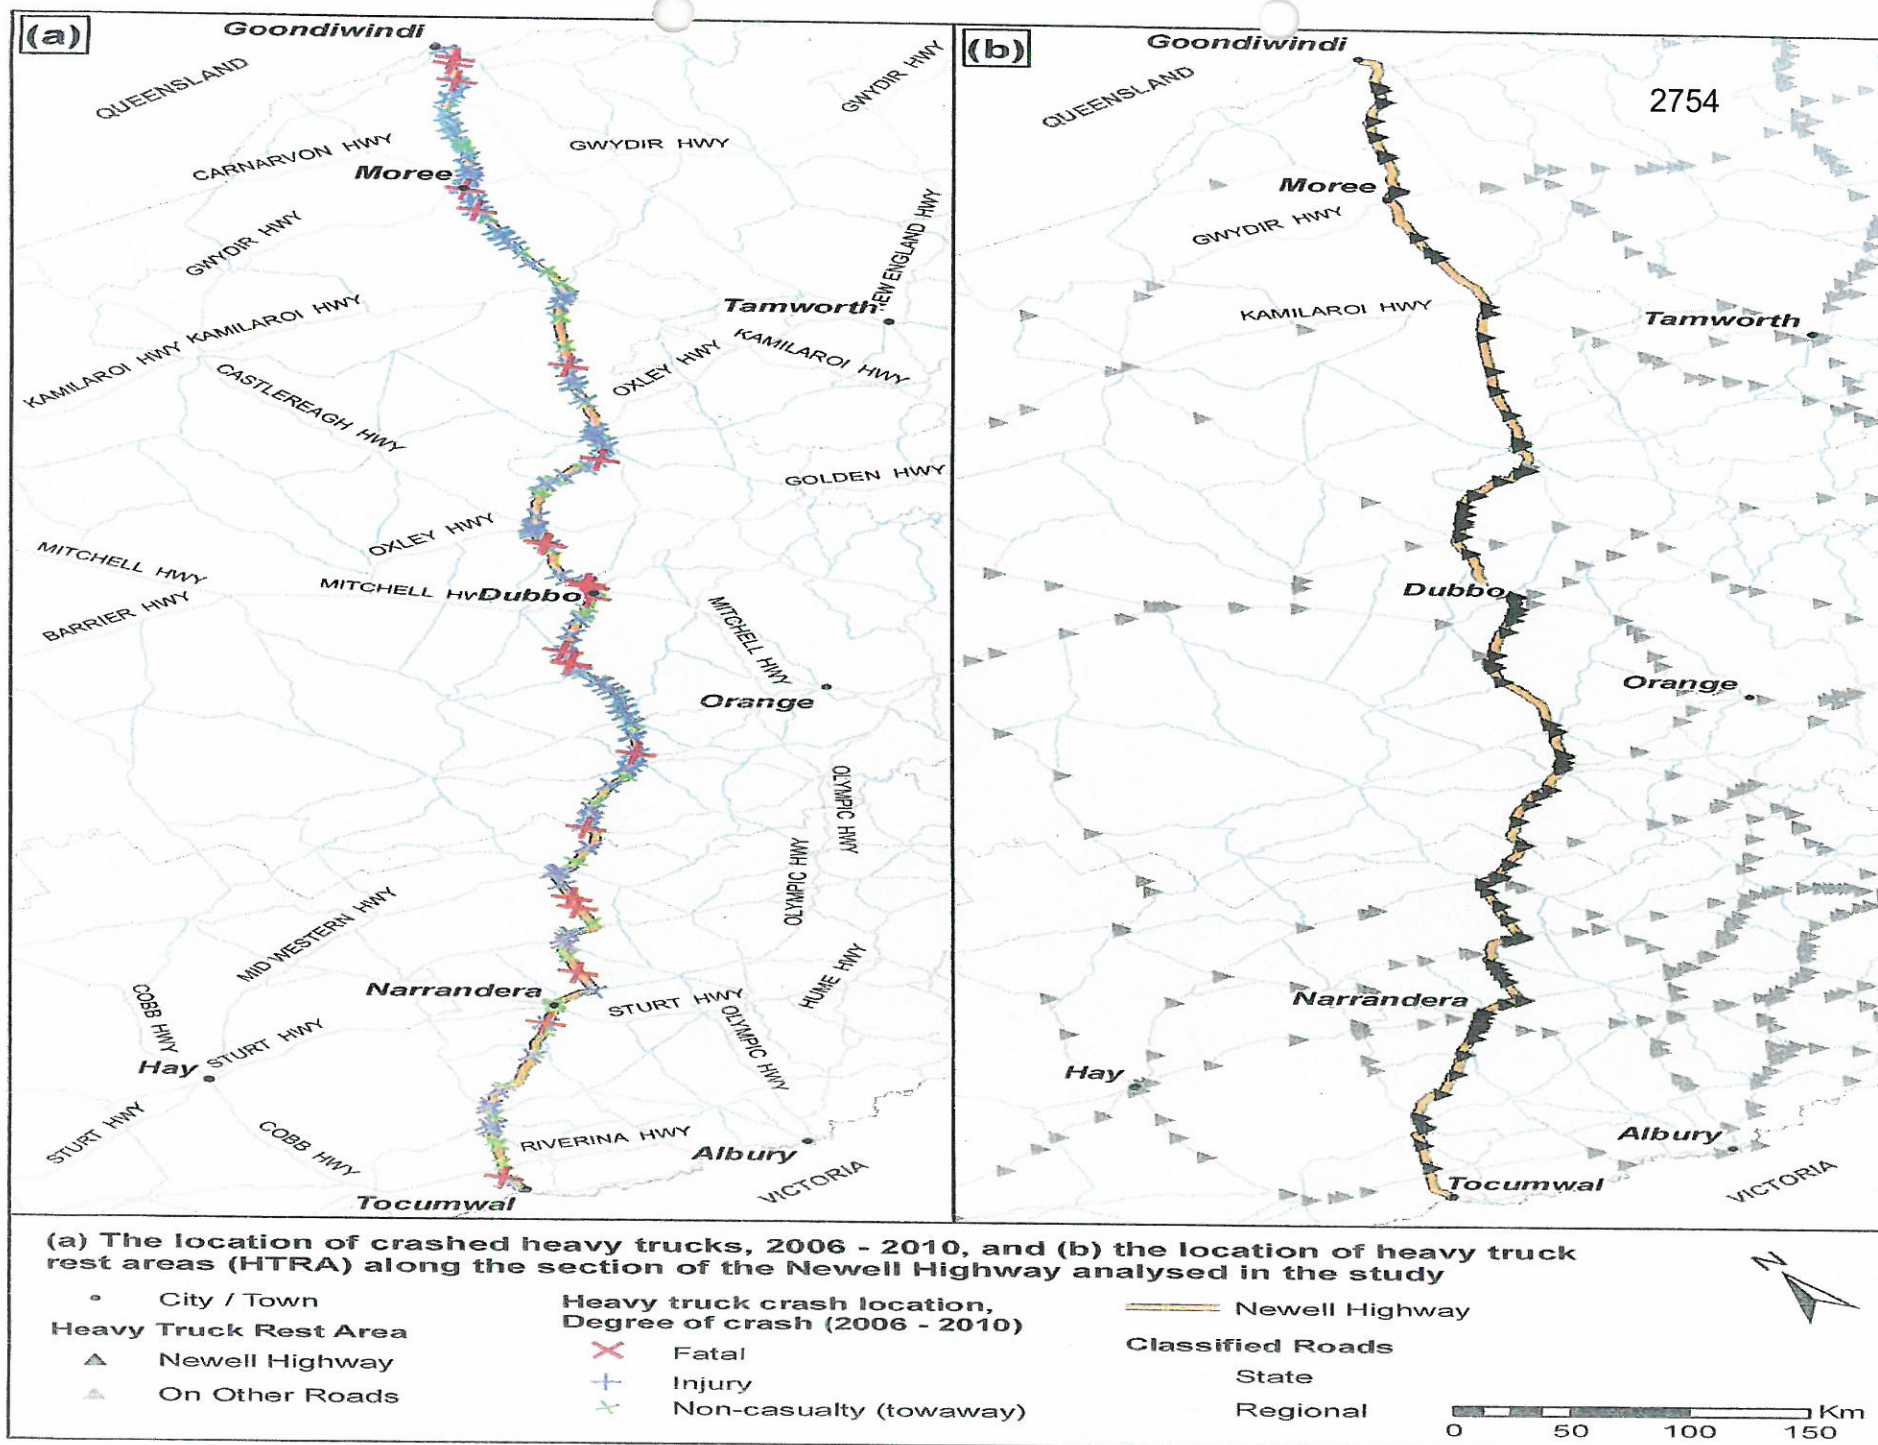 (a)
Goondiwindi
QUEENSLAND
GWYDIR HWY
CARNARVON HWY
GWYDIR HWY
Moree
GWYDIR HWY
EW ENGLAND HWY
KAMILAROI HWY
KAMILAROI HWY
Tamworth
OXLEY HWY
KAMILAROI HWY
CASTLEREAGH HWY
GOLDEN HWY
OXLEY HWY
MITCHELL HWY
MITCHELL HW
Dubbo
BARRIER HWY
MITCHELL HWY
Orange
OLYMPIC HWY
OLYMPIC HWY
MID WESTERN HWY
Narrandera
STURT HWY
HUME HWY
COBB HWY
STURT HWY
OLYMPIC HWY
Hay
STURT HWY
COBB HWY
RIVERINA HWY
Albury
VICTORIA
Tocumwal
(b)
Goondiwindi
QUEENSLAND
2754
Moree
GWYDIR HWY
KAMILAROI HWY
Tamworth
Dubbo
Orange
Narrandera
Hay
Albury
Tocumwal
VICTORIA
(a) The location of crashed heavy trucks, 2006 - 2010, and (b) the location of heavy truck
rest areas (HTRA) along the section of the Newell Highway analysed in the study
City / Town
Heavy Truck Rest Area
Newell Highway
On Other Roads
Heavy truck crash location,
Degree of crash (2006 - 2010)
Fatal
Injury
Non-casualty (towaway)
Newell Highway
Classified Roads
State
Regional
N
Km
0 50 100 150